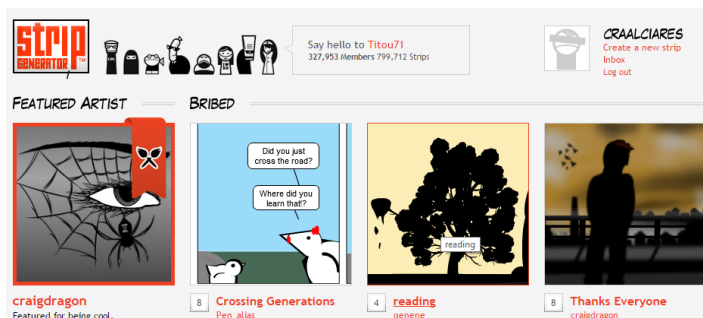 strip
GENERATOR™
Say hello to Titou71
327,953 Members 799,712 Strips
CRAALCIARES
Create a new strip
Inbox
Log out
FEATURED ARTIST
BRIBED
Did you just
cross the road?
Where did you
learn that!?
reading
craigdragon
Featured for being cool.
8 Crossing Generations
Pen_alias
4 reading
genene
8 Thanks Everyone
craigdragon